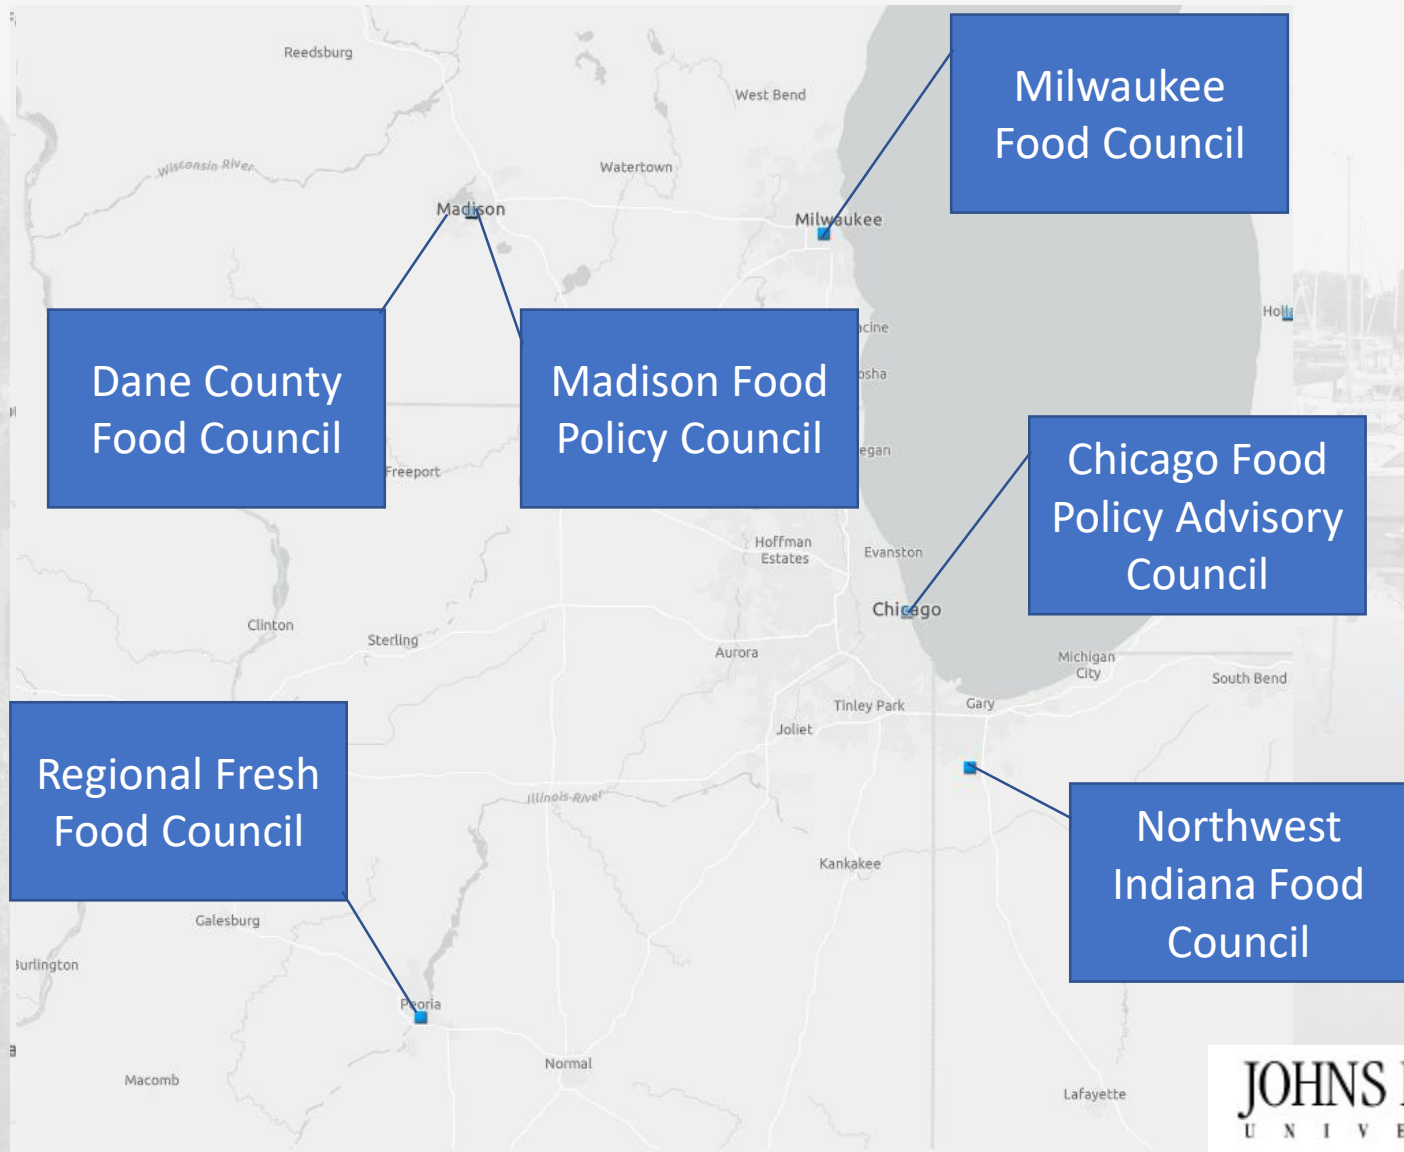 Reedsburg
West Bend
Milwaukee
Food Council
Wisconsin River
Watertown
Madison
Milwaukee
Dane County
Food Council
Madison Food
Policy Council
Chicago Food
Policy Advisory
Council
Freeport
Hoffman
Estates
Evanston
Chicago
Clinton
Sterling
Aurora
Michigan
City
South Bend
Tinley Park
Gary
Joliet
Regional Fresh
Food Council
Illinois River
Northwest
Indiana Food
Council
Kankakee
Galesburg
Peoria
Normal
Macomb
Lafayette
JOHNS